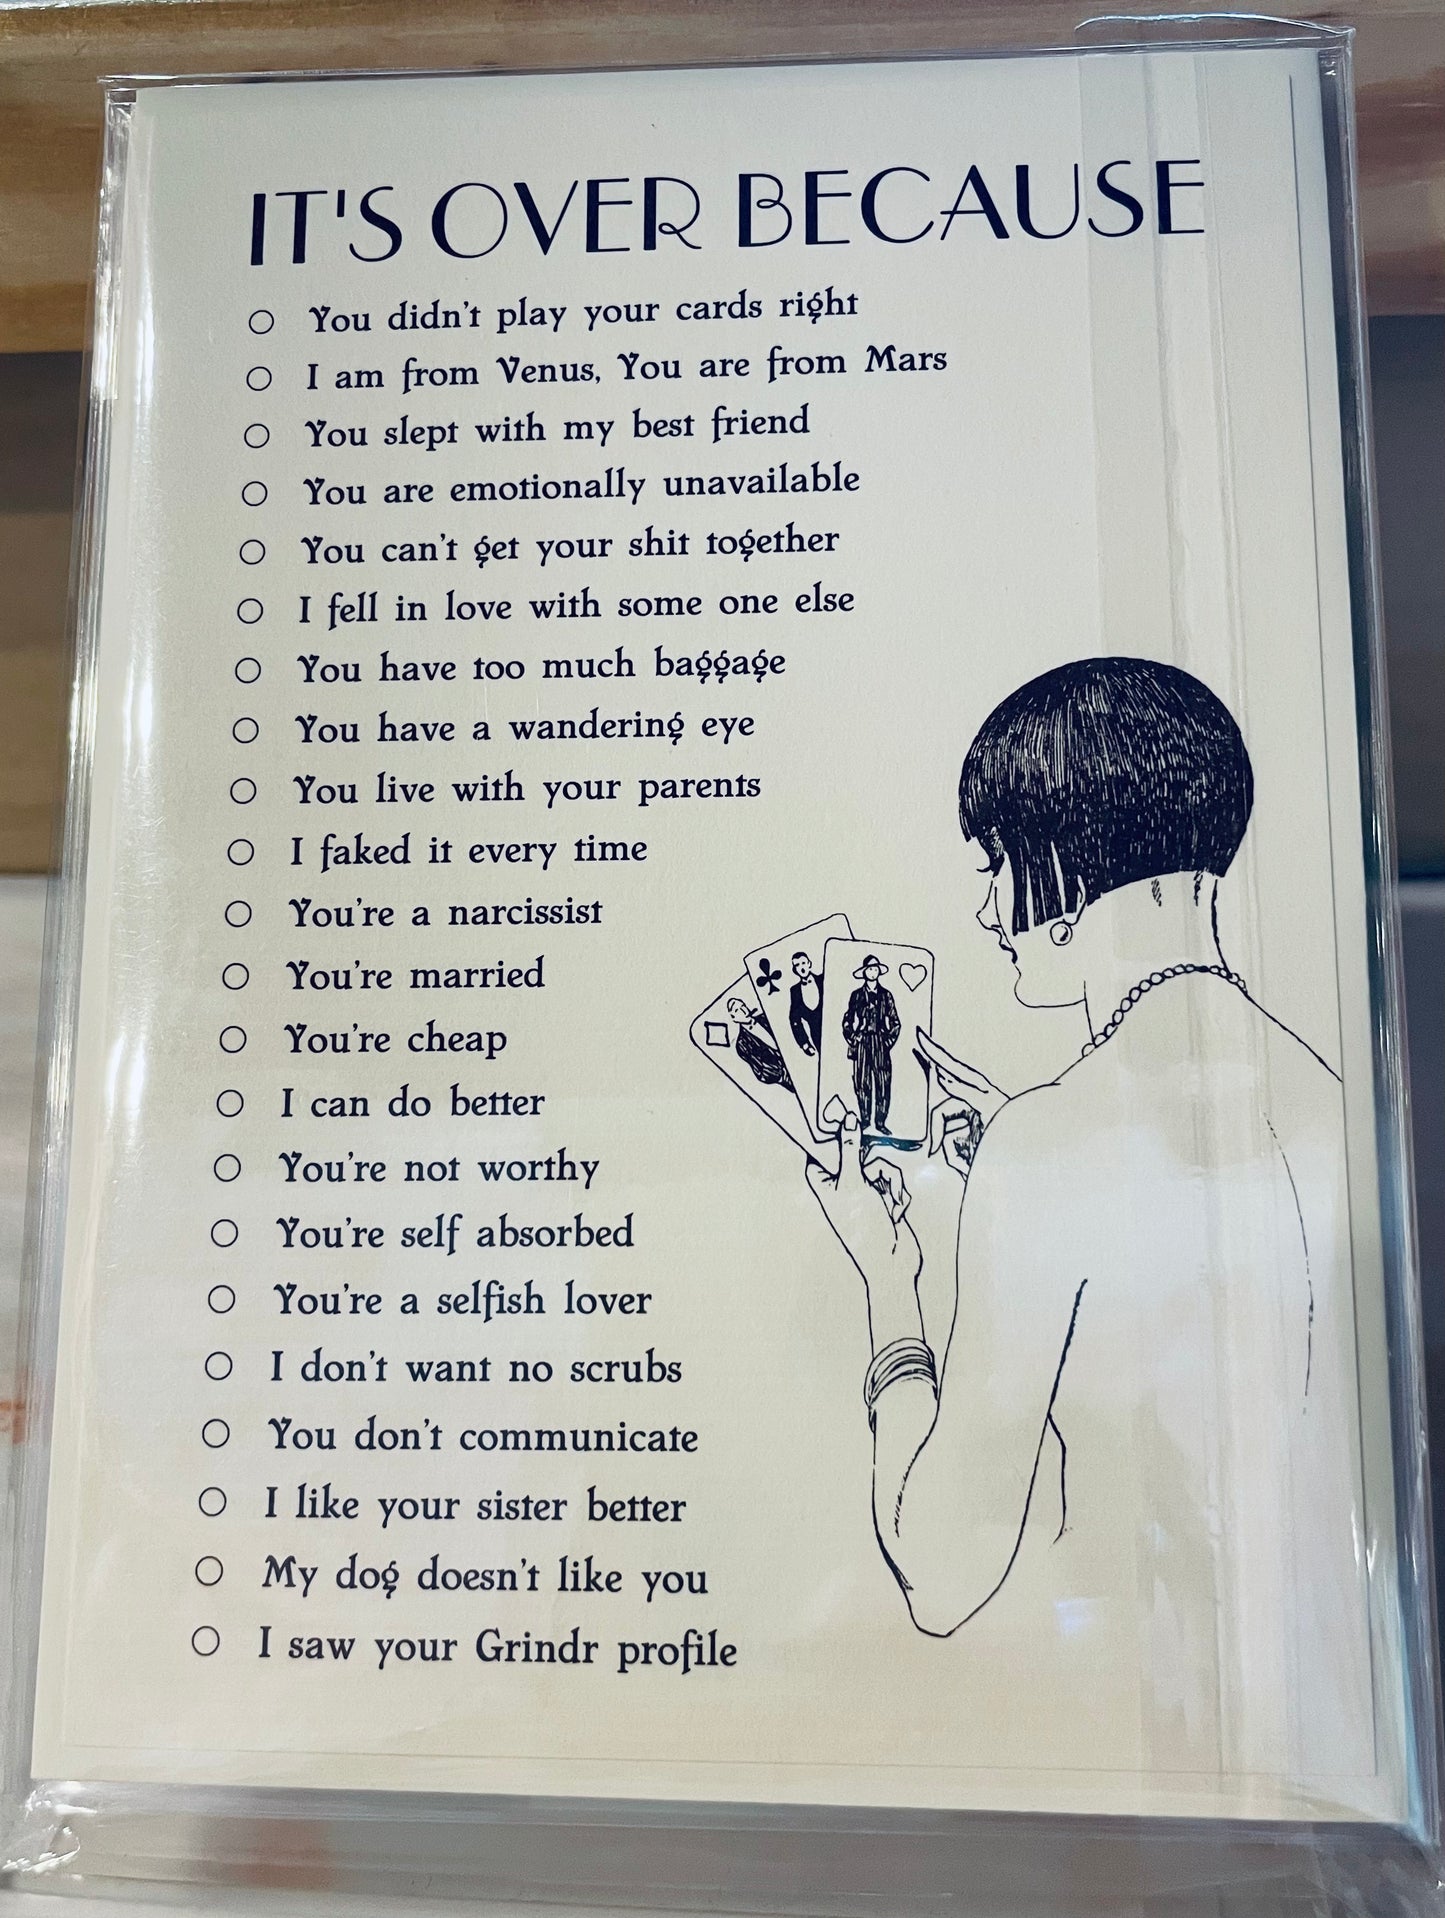 IT'S OVER BECAUSE
You didn't play your cards right
I am from Venus, You are from Mars
You slept with my best friend
You are emotionally unavailable
You can't get your shit together
I fell in love with some one else
You have too much baggage
You have a wandering eye
You live with your parents
I faked it every time
You're a narcissist
You're married
You're cheap
I can do better
You're not worthy
You're self absorbed
You're a selfish lover
I don't want no scrubs
You don't communicate
I like your sister better
My dog doesn't like you
I saw your Grindr profile